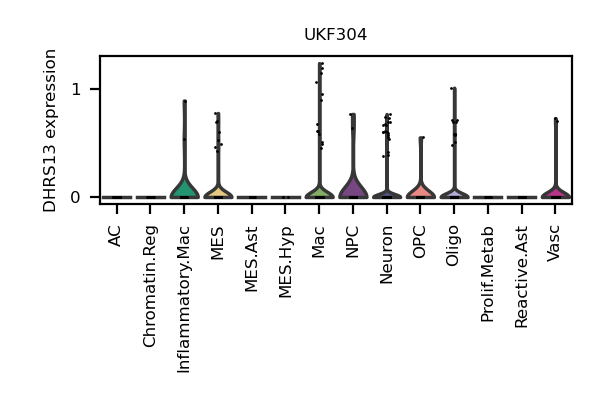 UKF304
DHRS13 expression
1
0
AC
Chromatin.Reg
Inflammatory.Mac
MES
MES.Ast
MES.Hyp
Mac
NPC
Neuron
OPC
Oligo
Prolif.Metab
Reactive.Ast
Vasc